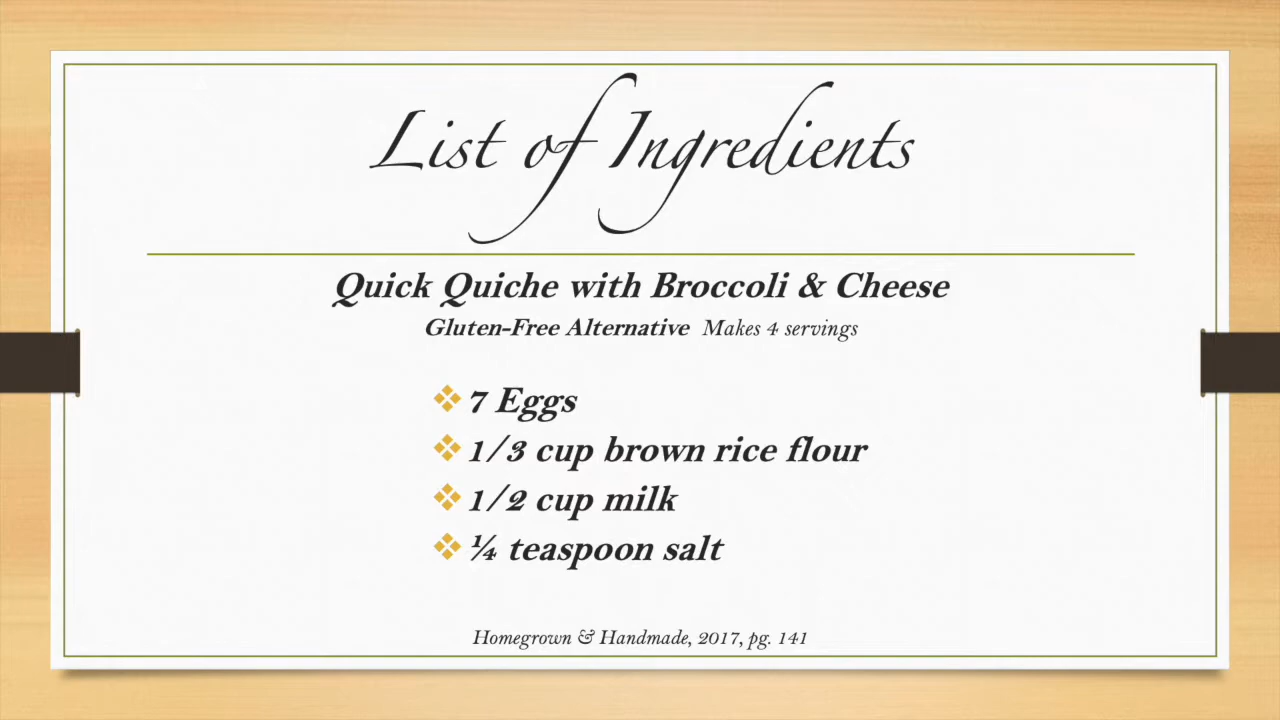 List of Ingredients
Quick Quiche with Broccoli & Cheese
Gluten-Free Alternative Makes 4 servings
❖ 7 Eggs
❖ 1/3 cup brown rice flour
❖ 1/2 cup milk
❖ ¼ teaspoon salt
Homegrown & Handmade, 2017, pg. 141